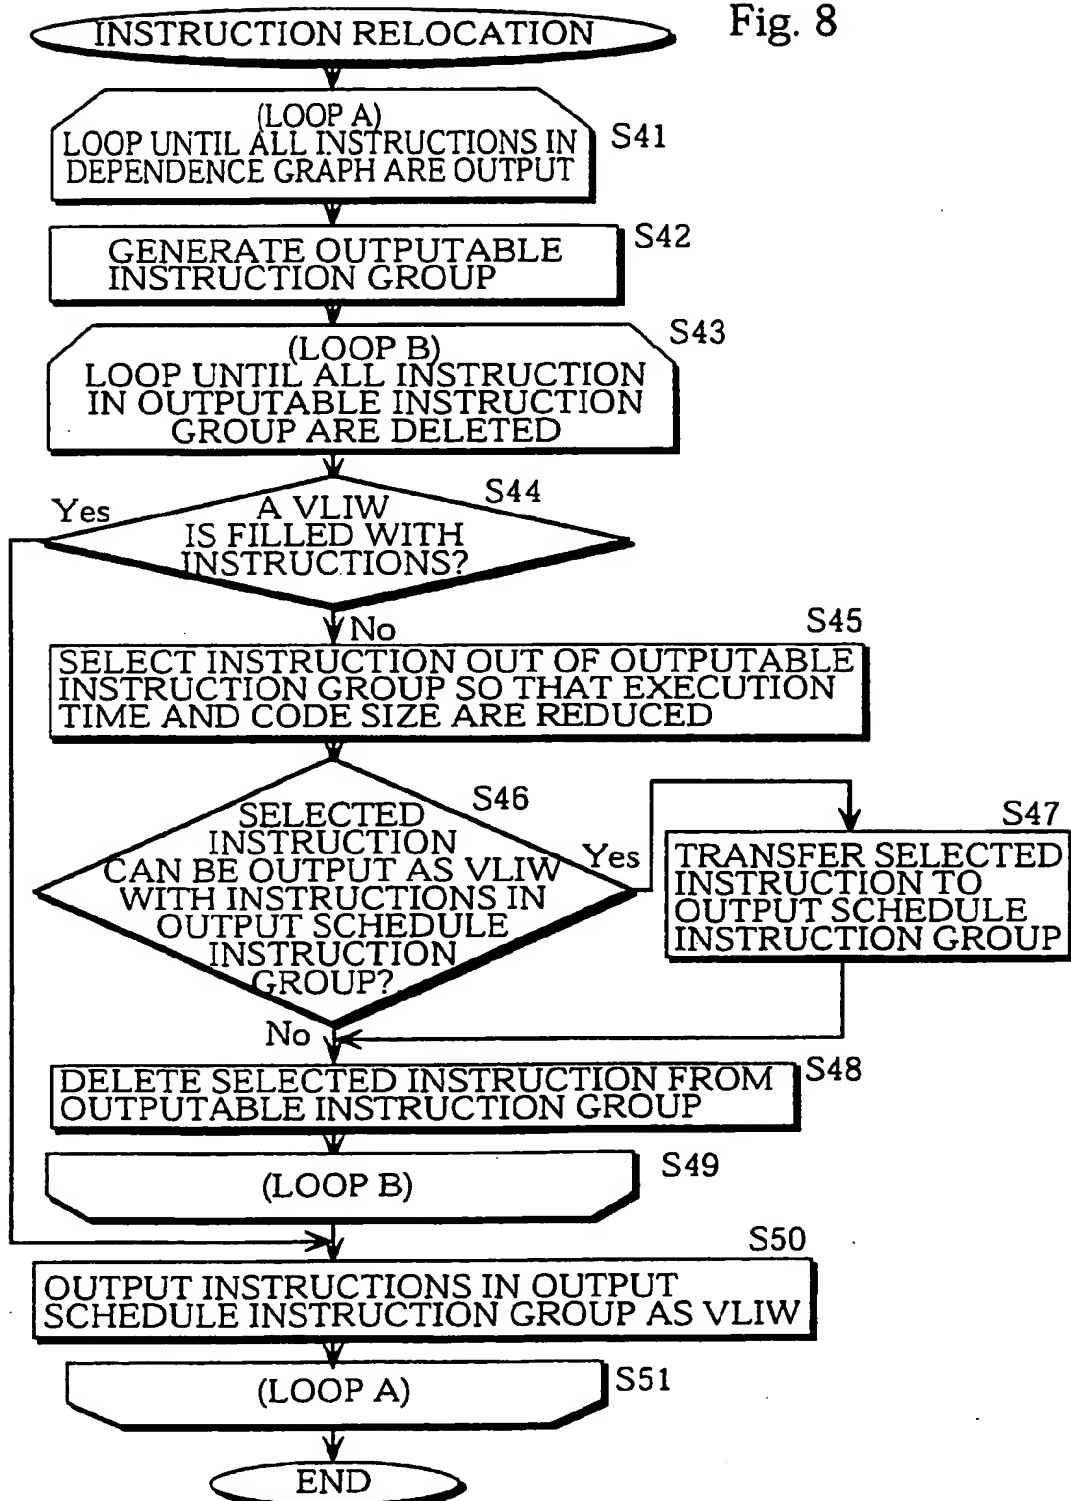 Fig. 8
INSTRUCTION RELOCATION
(LOOP A)
LOOP UNTIL ALL INSTRUCTIONS IN
DEPENDENCE GRAPH ARE OUTPUT
S41
GENERATE OUTPUTABLE
INSTRUCTION GROUP
S42
(LOOP B)
LOOP UNTIL ALL INSTRUCTION
IN OUTPUTABLE INSTRUCTION
GROUP ARE DELETED
S43
A VLIW
IS FILLED WITH
INSTRUCTIONS?
S44
Yes
No
SELECT INSTRUCTION OUT OF OUTPUTABLE
INSTRUCTION GROUP SO THAT EXECUTION
TIME AND CODE SIZE ARE REDUCED
S45
SELECTED
INSTRUCTION
CAN BE OUTPUT AS VLIW
WITH INSTRUCTIONS IN
OUTPUT SCHEDULE
INSTRUCTION
GROUP?
S46
Yes
TRANSFER SELECTED
INSTRUCTION TO
OUTPUT SCHEDULE
INSTRUCTION GROUP
S47
No
DELETE SELECTED INSTRUCTION FROM
OUTPUTABLE INSTRUCTION GROUP
S48
(LOOP B)
S49
OUTPUT INSTRUCTIONS IN OUTPUT
SCHEDULE INSTRUCTION GROUP AS VLIW
S50
(LOOP A)
S51
END